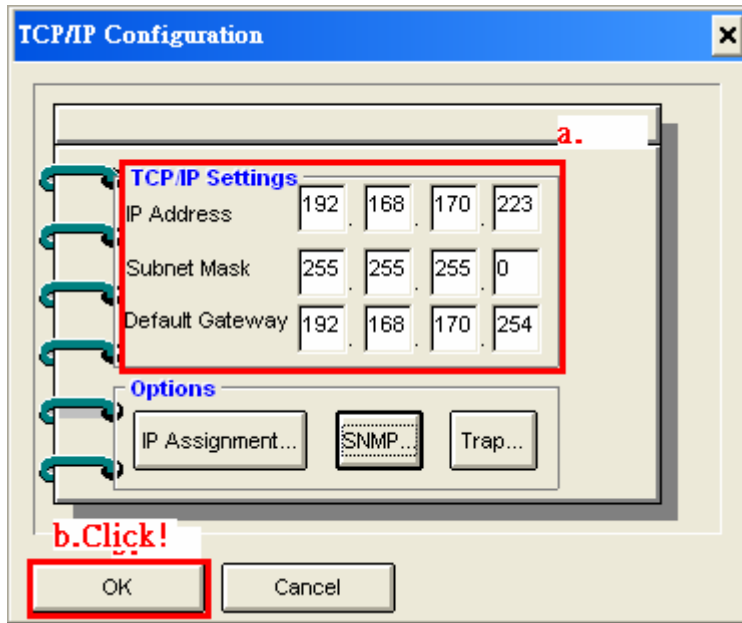 TCP/IP Configuration
a.
TCP/IP Settings
IP Address 192 . 168 . 170 . 223
Subnet Mask 255 . 255 . 255 . 0
Default Gateway 192 . 168 . 170 . 254
Options
IP Assignment... SNMP... Trap...
b.Click!
OK Cancel